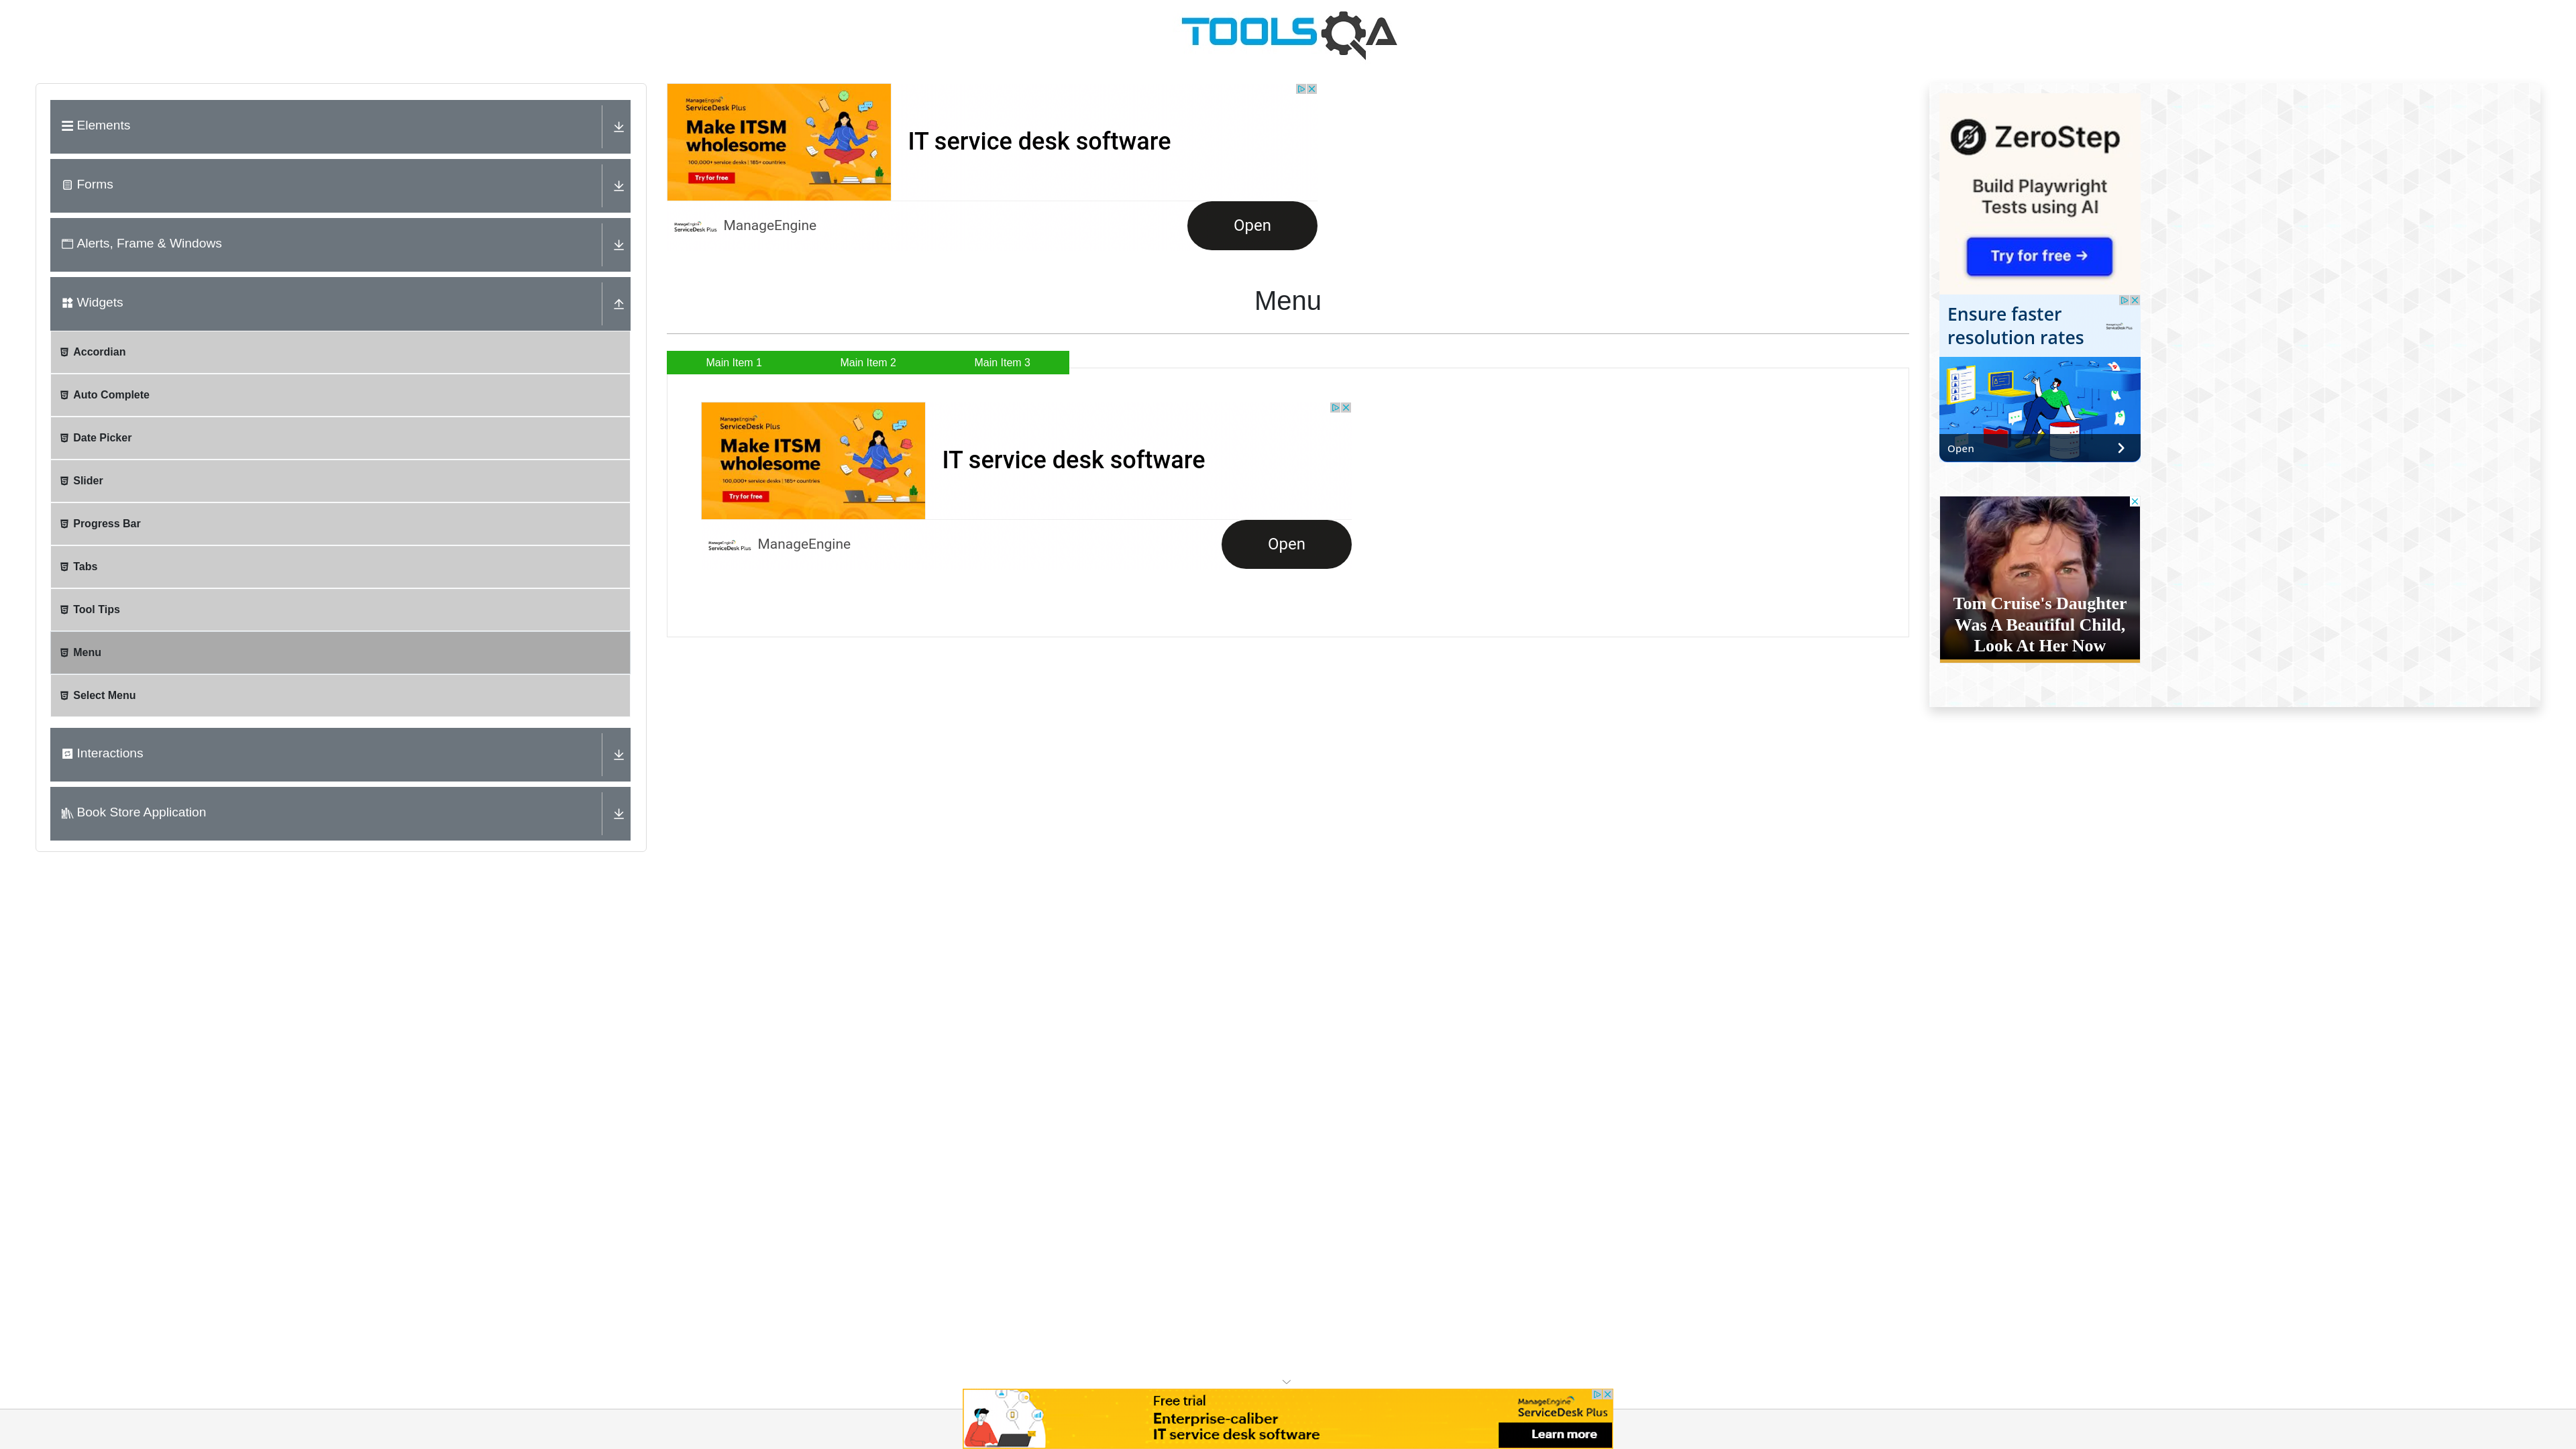 TOOLSQA
Elements
Forms
Alerts, Frame & Windows
Widgets
Accordian
Auto Complete
Date Picker
Slider
Progress Bar
Tabs
Tool Tips
Menu
Select Menu
Interactions
Book Store Application
ManageEngine
ServiceDesk Plus
Make ITSM
wholesome
100,000+ service desks | 185+ countries
Try for free
IT service desk software
ManageEngine
ServiceDesk Plus
ManageEngine
Open
Menu
Main Item 1
Main Item 2
Main Item 3
ManageEngine
ServiceDesk Plus
Make ITSM
wholesome
100,000+ service desks | 185+ countries
Try for free
IT service desk software
ManageEngine
ServiceDesk Plus
ManageEngine
Open
ZeroStep
Build Playwright
Tests using AI
Try for free →
Ensure faster
resolution rates
Open
Tom Cruise's Daughter
Was A Beautiful Child,
Look At Her Now
Free trial
Enterprise-caliber
IT service desk software
ManageEngine
ServiceDesk Plus
Learn more